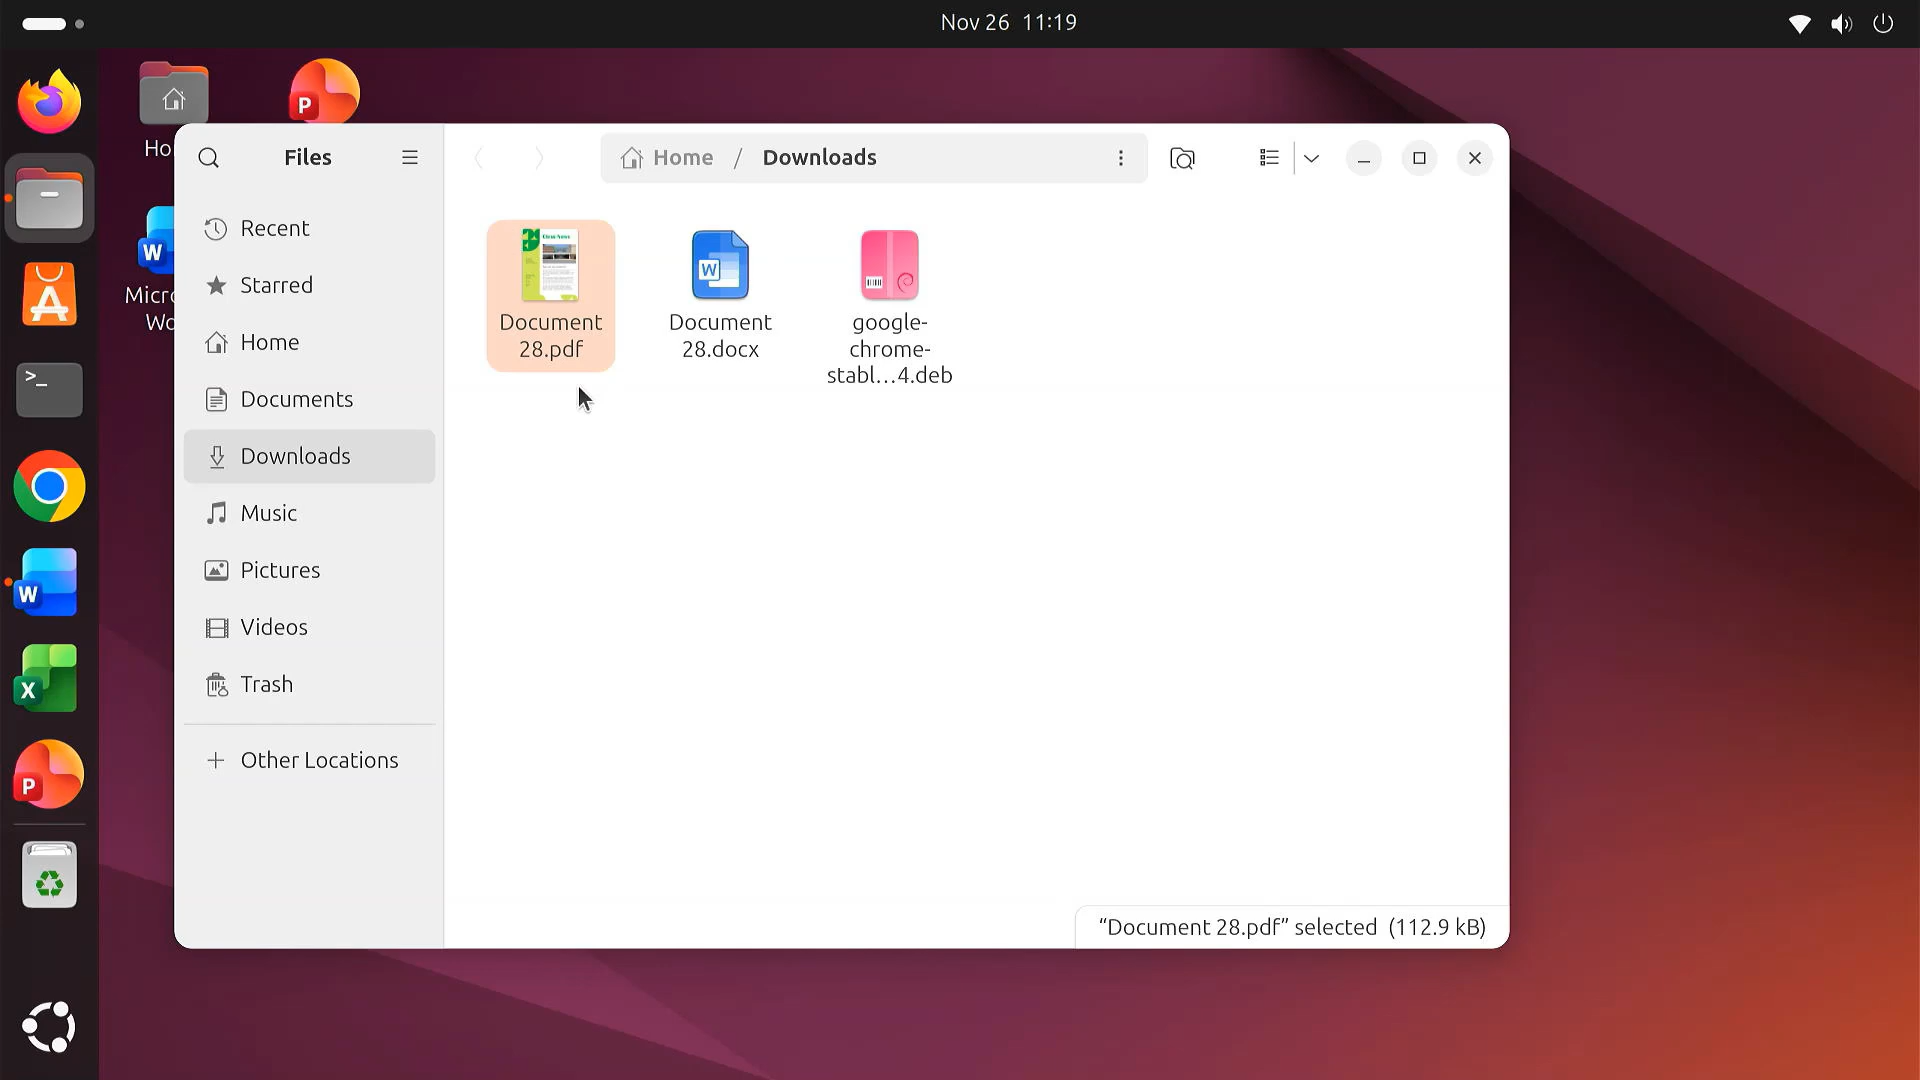 Nov 26 11:19
Ho
P
Files
Home / Downloads
Recent
Starred
Home
Documents
Downloads
Music
Pictures
Videos
Trash
Other Locations
W
Micro
Wo
Document
28.pdf
W
Document
28.docx
google-
chrome-
stabl...4.deb
>_
W
X
P
“Document 28.pdf” selected (112.9 kB)